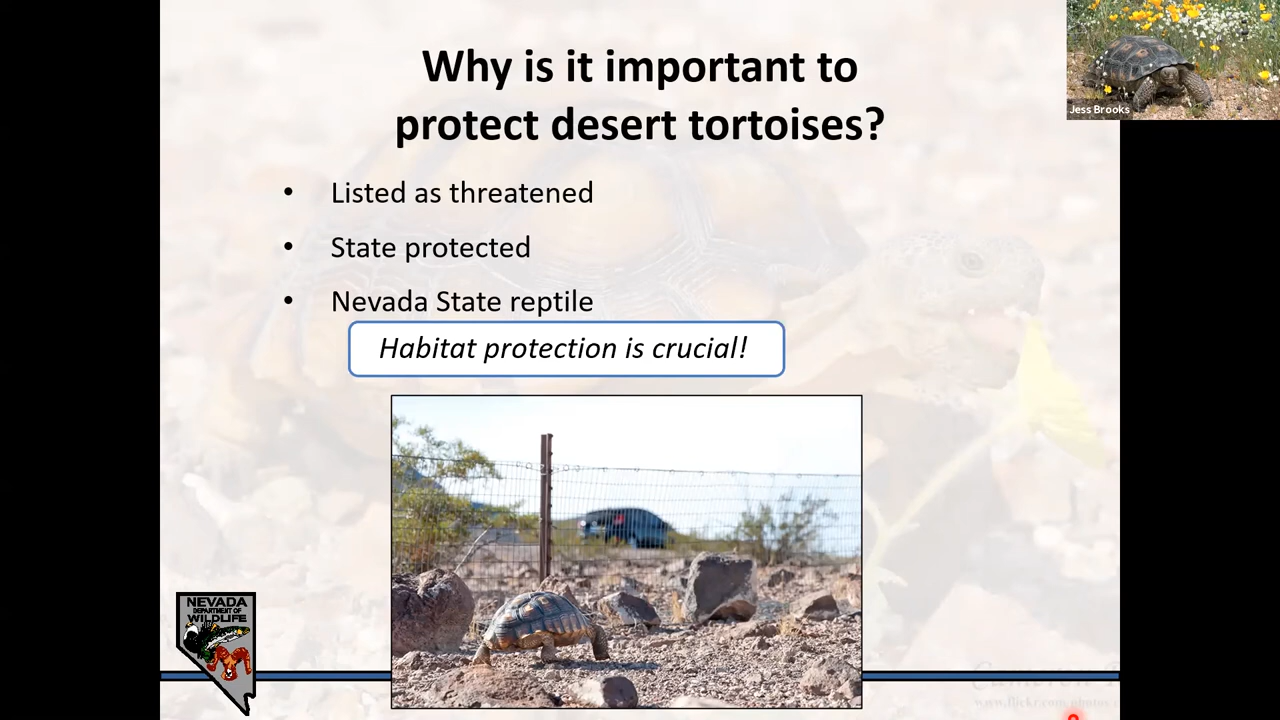 Why is it important to
protect desert tortoises?
Jess Brooks
• Listed as threatened
• State protected
• Nevada State reptile
Habitat protection is crucial!
NEVADA
DEPARTMENT OF
WILDLIFE